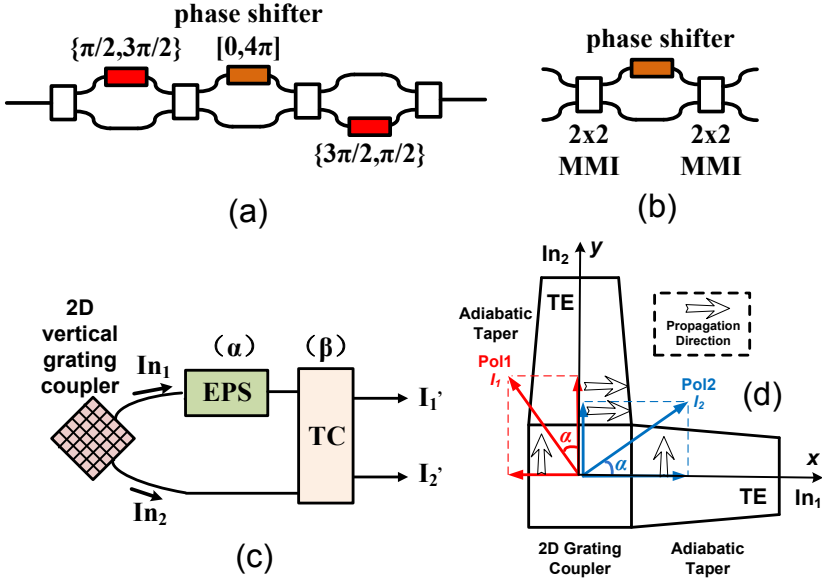 phase shifter
{π/2,3π/2}
[0,4π]
{3π/2,π/2}
(a)
phase shifter
2x2
MMI
2x2
MMI
(b)
2D
vertical
grating
coupler
In₁
(α)
EPS
(β)
TC
I₁'
I₂'
In₂
(c)
In₂
y
TE
Adiabatic
Taper
Propagation
Direction
Pol1
I₁
Pol2
I₂
(d)
α
α
x
TE
In₁
2D Grating
Coupler
Adiabatic
Taper